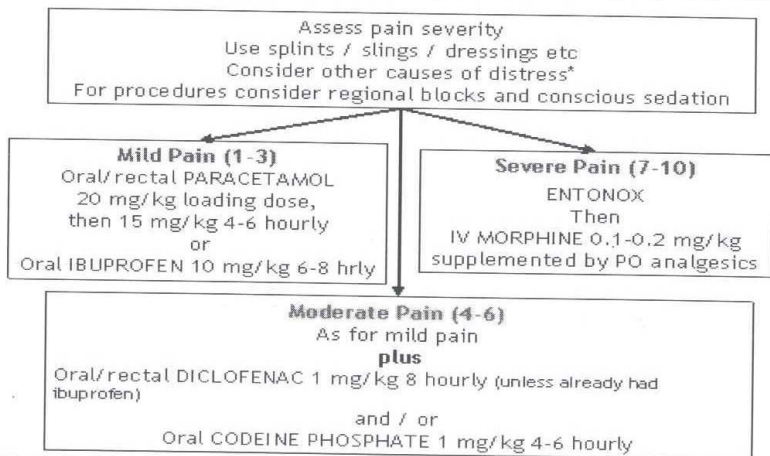 Assess pain severity
Use splints / slings / dressings etc
Consider other causes of distress*
For procedures consider regional blocks and conscious sedation
Mild Pain (1-3)
Oral/rectal PARACETAMOL
20 mg/kg loading dose,
then 15 mg/kg 4-6 hourly
or
Oral IBUPROFEN 10 mg/kg 6-8 hrly
Severe Pain (7-10)
ENTONOX
Then
IV MORPHINE 0.1-0.2 mg/kg
supplemented by PO analgesics
Moderate Pain (4-6)
As for mild pain
plus
Oral/rectal DICLOFENAC 1 mg/kg 8 hourly (unless already had
ibuprofen)
and / or
Oral CODEINE PHOSPHATE 1 mg/kg 4-6 hourly